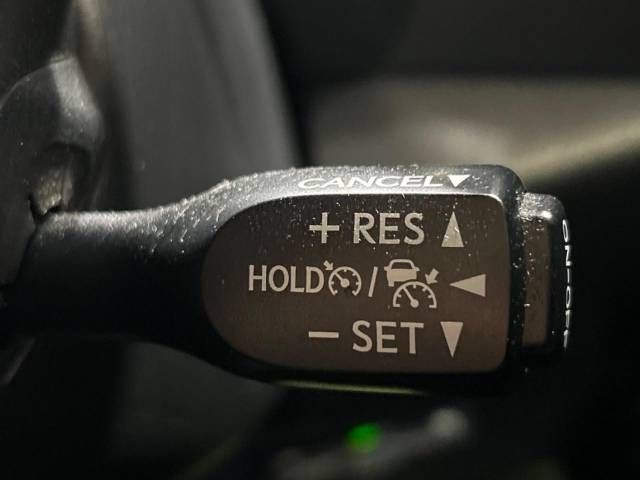 CANCEL▼
+ RES ▲
HOLD / ◀
− SET ▼
ON·OFF